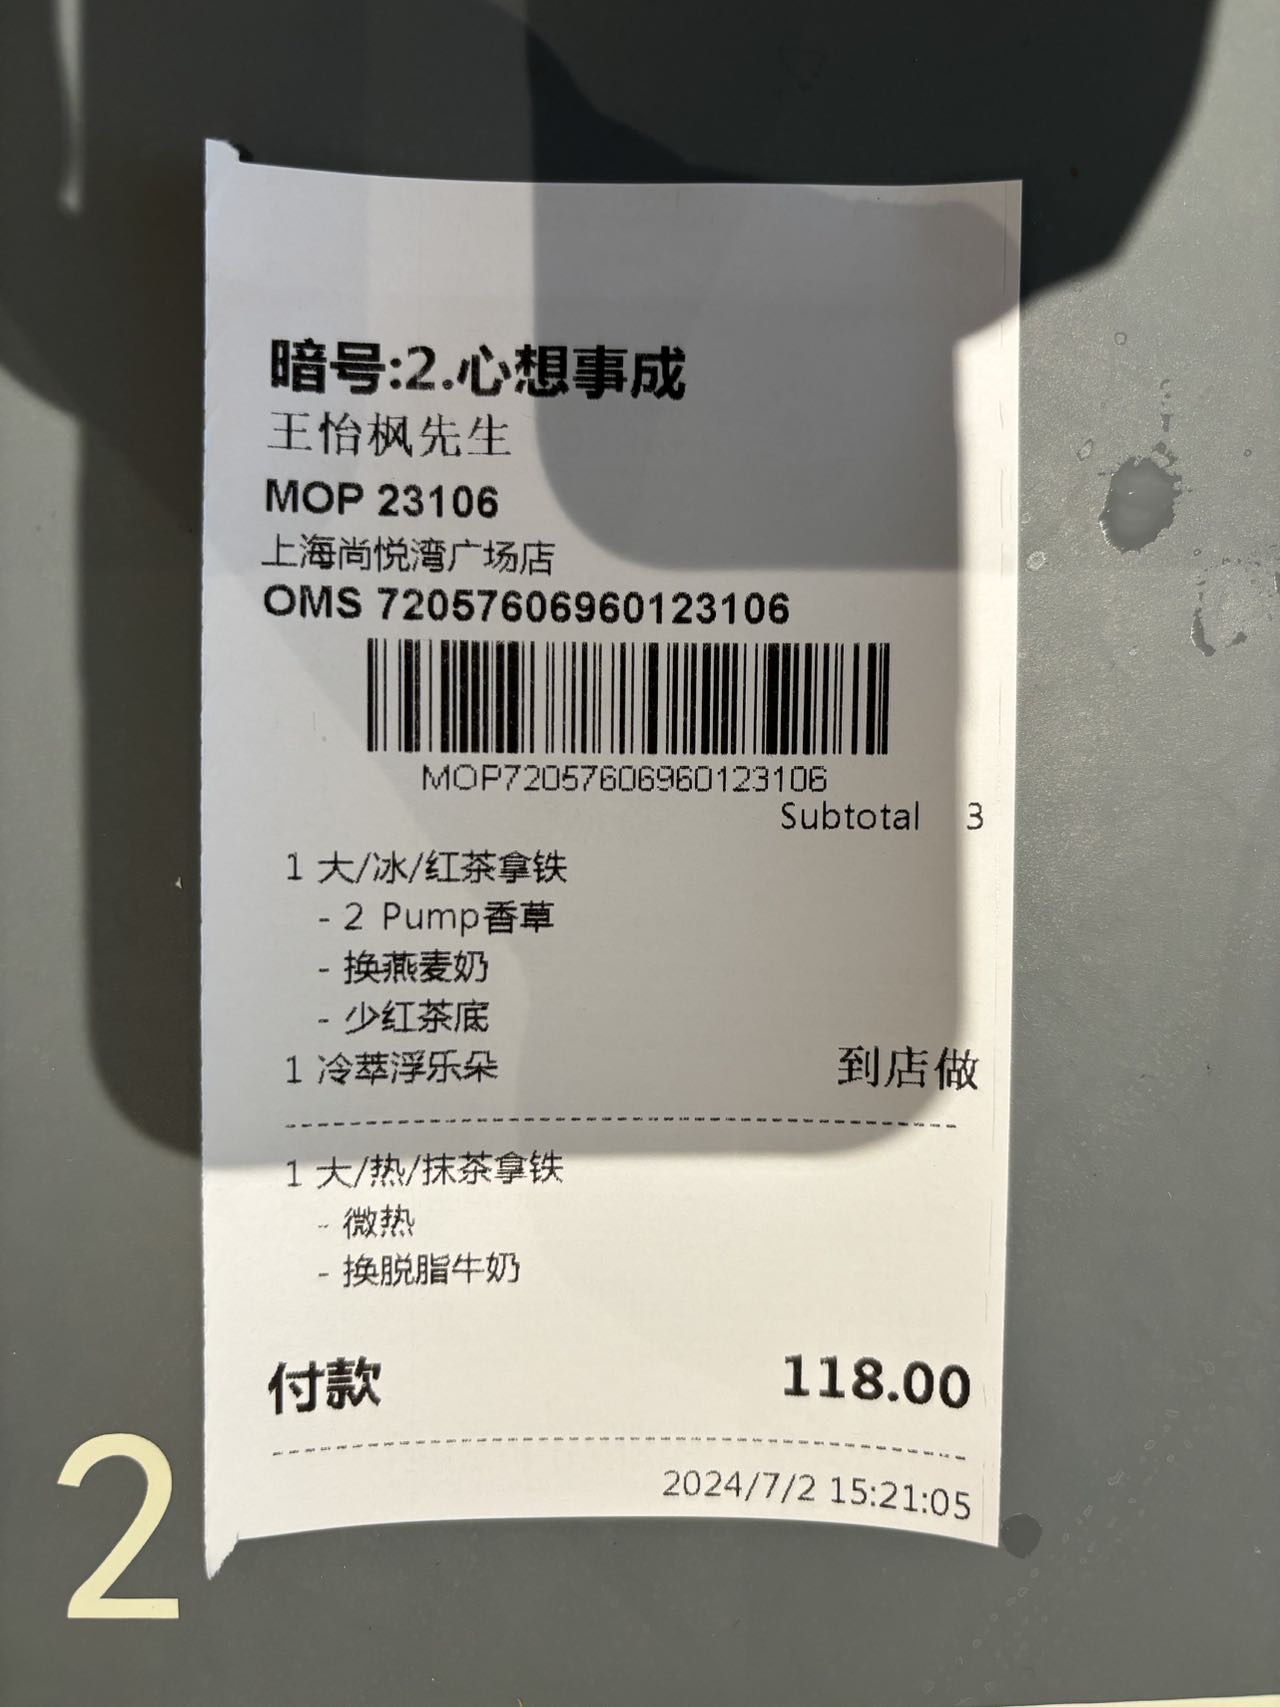 暗号:2.心想事成
王怡枫先生
MOP 23106
上海尚悦湾广场店
OMS 72057606960123106
MOP72057606960123106
Subtotal 3
1 大/冰/红茶拿铁
- 2 Pump香草
- 换燕麦奶
- 少红茶底
1 冷萃浮乐朵 到店做
1 大/热/抹茶拿铁
- 微热
- 换脱脂牛奶
付款 118.00
2024/7/2 15:21:05
2